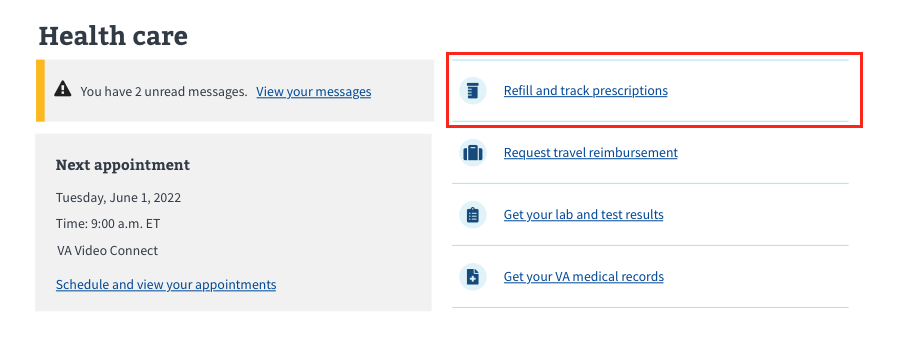 Health care
You have 2 unread messages. View your messages
Next appointment
Tuesday, June 1, 2022
Time: 9:00 a.m. ET
VA Video Connect
Schedule and view your appointments
Refill and track prescriptions
Request travel reimbursement
Get your lab and test results
Get your VA medical records